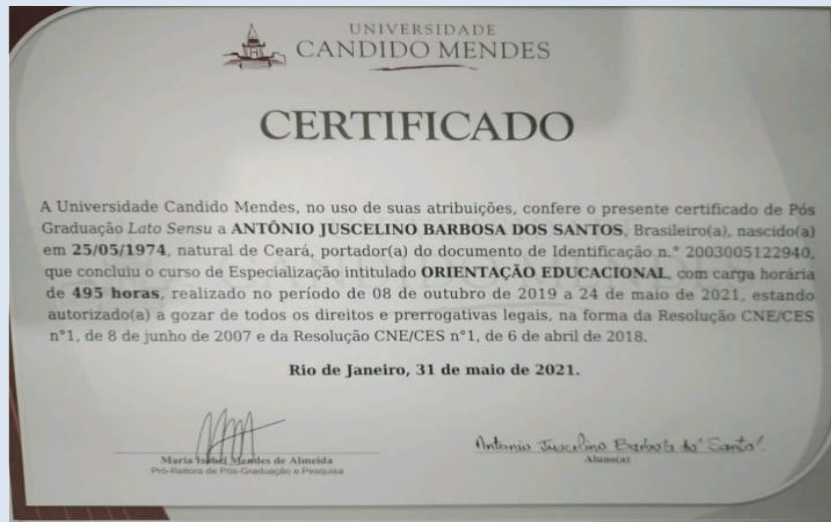 UNIVERSIDADE
CANDIDO MENDES
CERTIFICADO
A Universidade Candido Mendes, no uso de suas atribuições, confere o presente certificado de Pós
Graduação Lato Sensu a ANTÔNIO JUSCELINO BARBOSA DOS SANTOS, Brasileiro(a), nascido(a)
em 25/05/1974, natural de Ceará, portador(a) do documento de Identificação n.° 2003005122940,
que concluiu o curso de Especialização intitulado ORIENTAÇÃO EDUCACIONAL, com carga horária
de 495 horas, realizado no período de 08 de outubro de 2019 a 24 de maio de 2021, estando
autorizado(a) a gozar de todos os direitos e prerrogativas legais, na forma da Resolução CNE/CES
n°1, de 8 de junho de 2007 e da Resolução CNE/CES n°1, de 6 de abril de 2018.
Rio de Janeiro, 31 de maio de 2021.
Antonio Juscelino Barbosa do Santo
Maria Isabel Mendes de Almeida
Pró-Reitora de Pós-Graduação e Pesquisa
Aluno(a)